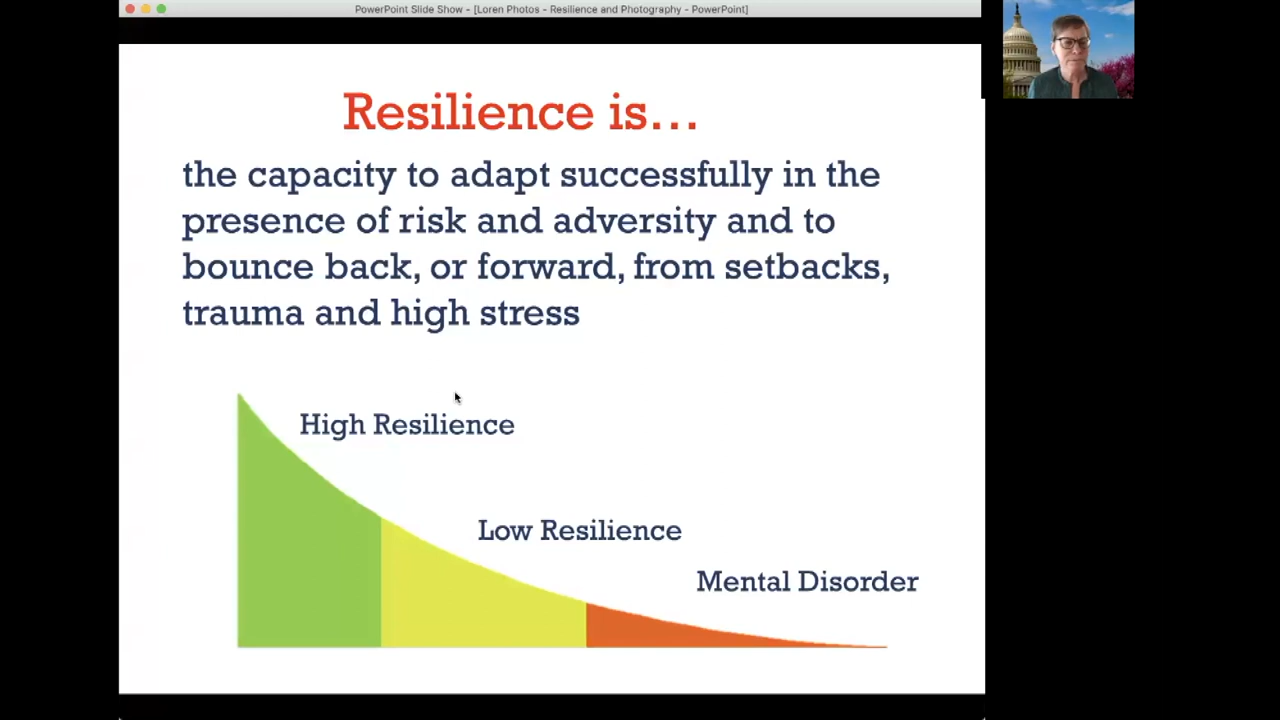 PowerPoint Slide Show - [Loren Photos - Resilience and Photography - PowerPoint]
Resilience is...
the capacity to adapt successfully in the
presence of risk and adversity and to
bounce back, or forward, from setbacks,
trauma and high stress
High Resilience
Low Resilience
Mental Disorder